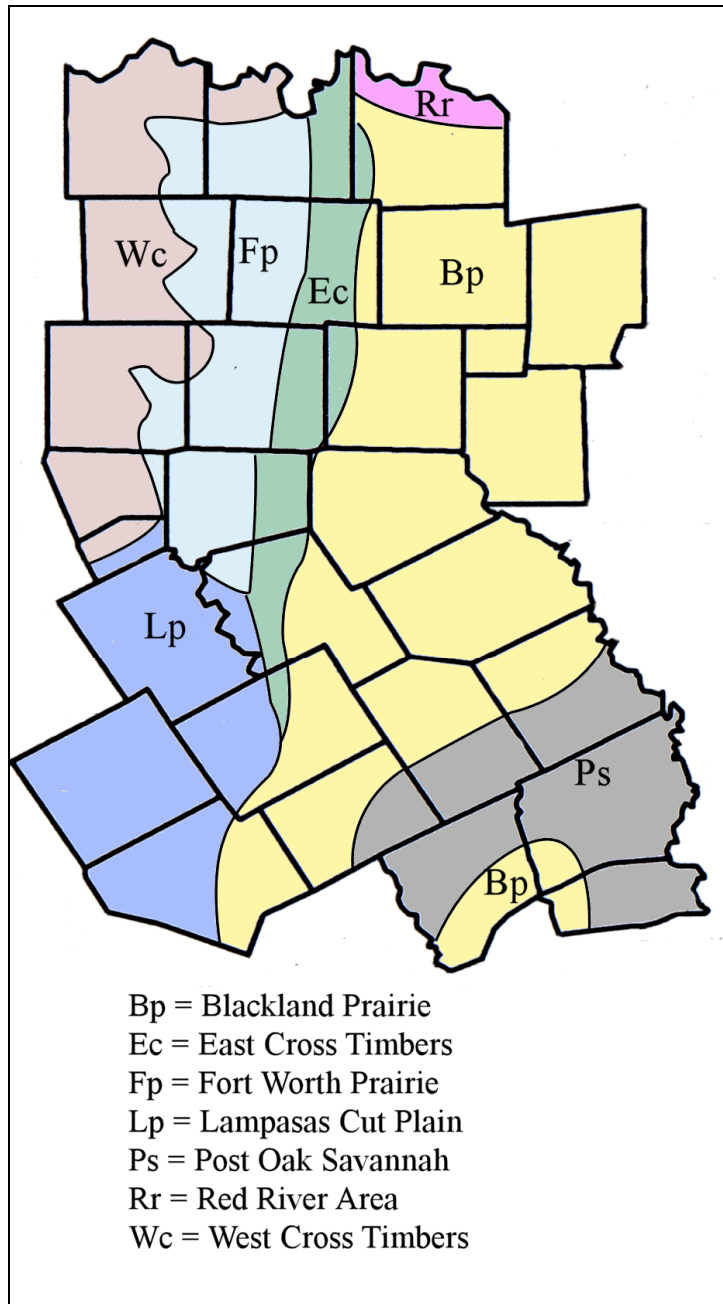 Rr
Wc
Fp
Ec
Bp
Lp
Ps
Bp
Bp = Blackland Prairie
Ec = East Cross Timbers
Fp = Fort Worth Prairie
Lp = Lampasas Cut Plain
Ps = Post Oak Savannah
Rr = Red River Area
Wc = West Cross Timbers